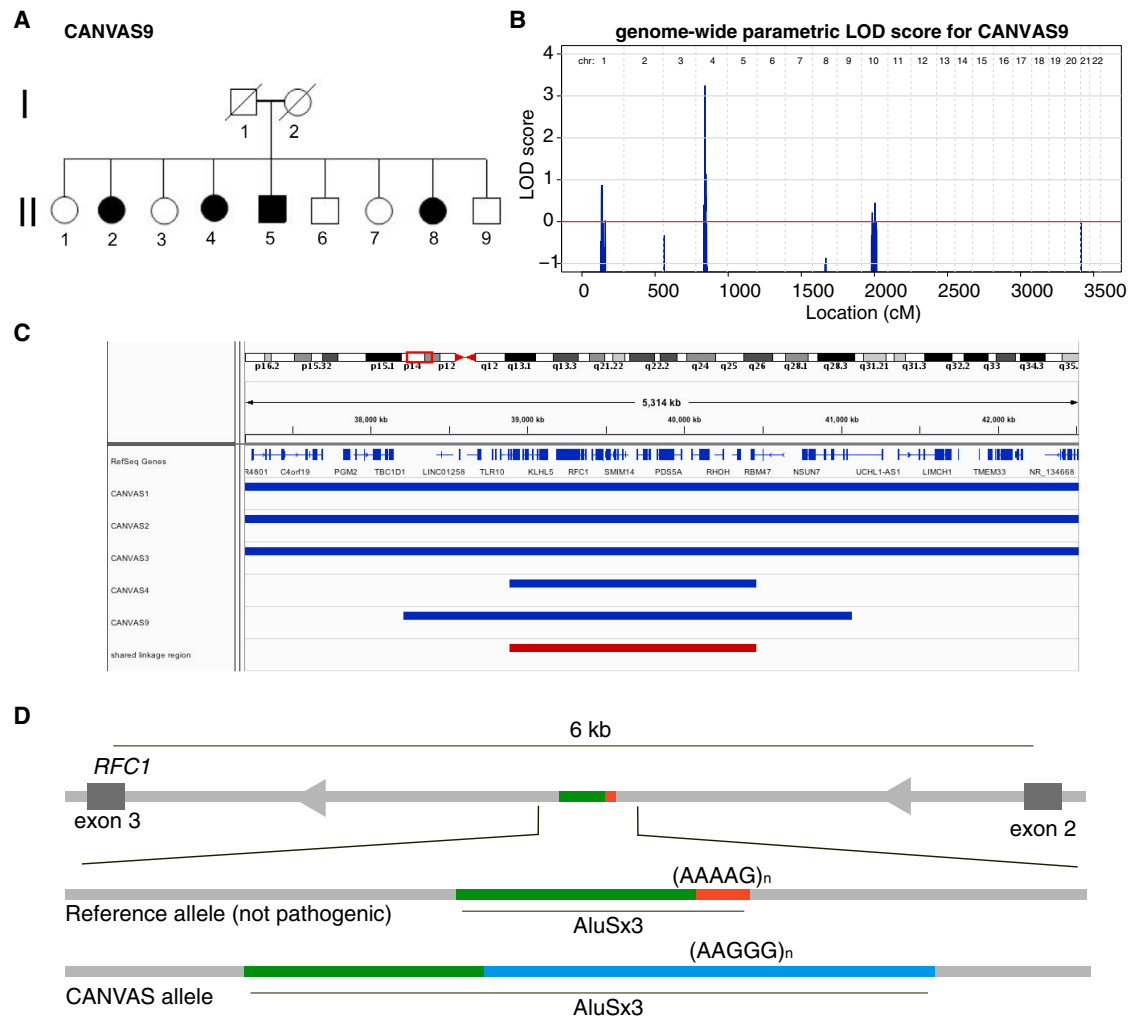 A
CANVAS9
I
1
2
II
1 2 3 4 5 6 7 8 9
B
genome-wide parametric LOD score for CANVAS9
chr: 1 2 3 4 5 6 7 8 9 10 11 12 13 14 15 16 17 18 19 20 21 22
4
3
2
1
0
−1
LOD score
0 500 1000 1500 2000 2500 3000 3500
Location (cM)
C
p16.2 p15.32 p15.1 p14 p12 q12 q13.1 q13.3 q21.22 q22.2 q24 q25 q26 q28.1 q28.3 q31.21 q31.3 q32.2 q33 q34.3 q35.
5,314 kb
38,000 kb 39,000 kb 40,000 kb 41,000 kb 42,000 kb
RefSeq Genes
R4801 C4orf19 PGM2 TBC1D1 LINC01258 TLR10 KLHL5 RFC1 SMIM14 PDS5A RHOH RBM47 NSUN7 UCHL1-AS1 LIMCH1 TMEM33 NR_134668
CANVAS1
CANVAS2
CANVAS3
CANVAS4
CANVAS9
shared linkage region
D
6 kb
RFC1
exon 3
exon 2
(AAAAG)n
Reference allele (not pathogenic)
AluSx3
(AAGGG)n
CANVAS allele
AluSx3